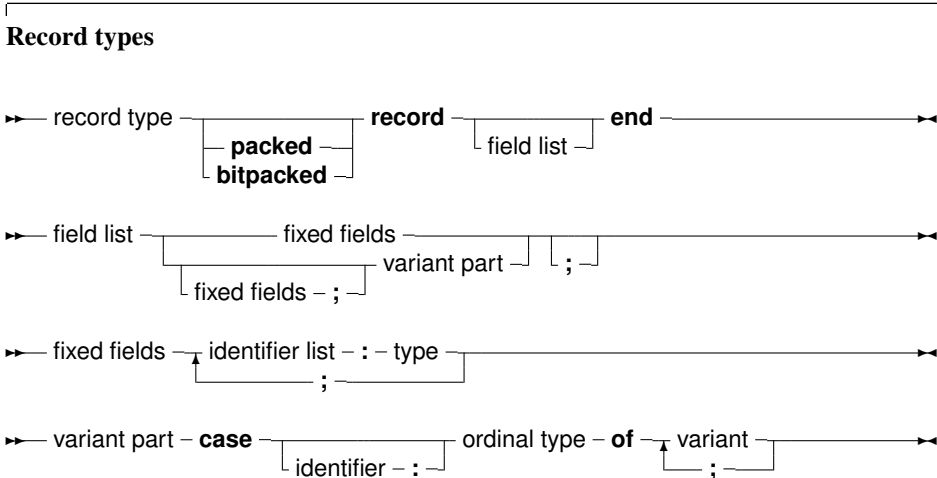 Record types
record type record end
packed field list
bitpacked
field list fixed fields
variant part ;
fixed fields ;
fixed fields identifier list : type
;
variant part case ordinal type of variant
identifier : ;